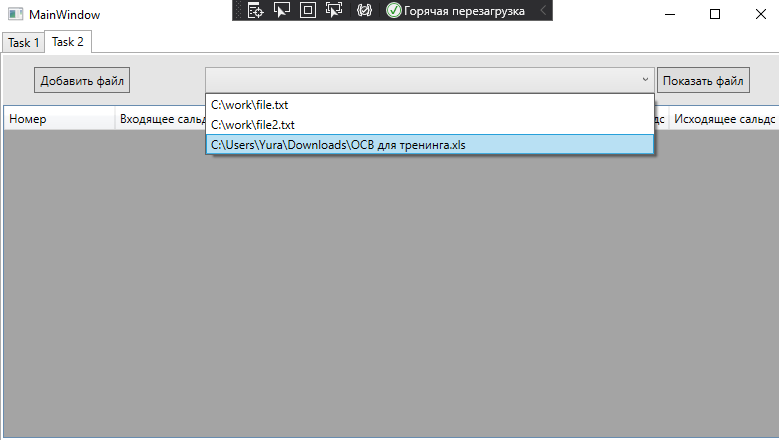 MainWindow
Горячая перезагрузка
Task 1 Task 2
Добавить файл
Показать файл
C:\work\file.txt
C:\work\file2.txt
C:\Users\Yura\Downloads\ОСВ для тренинга.xls
Номер Входящее сальд дс Исходящее сальдс